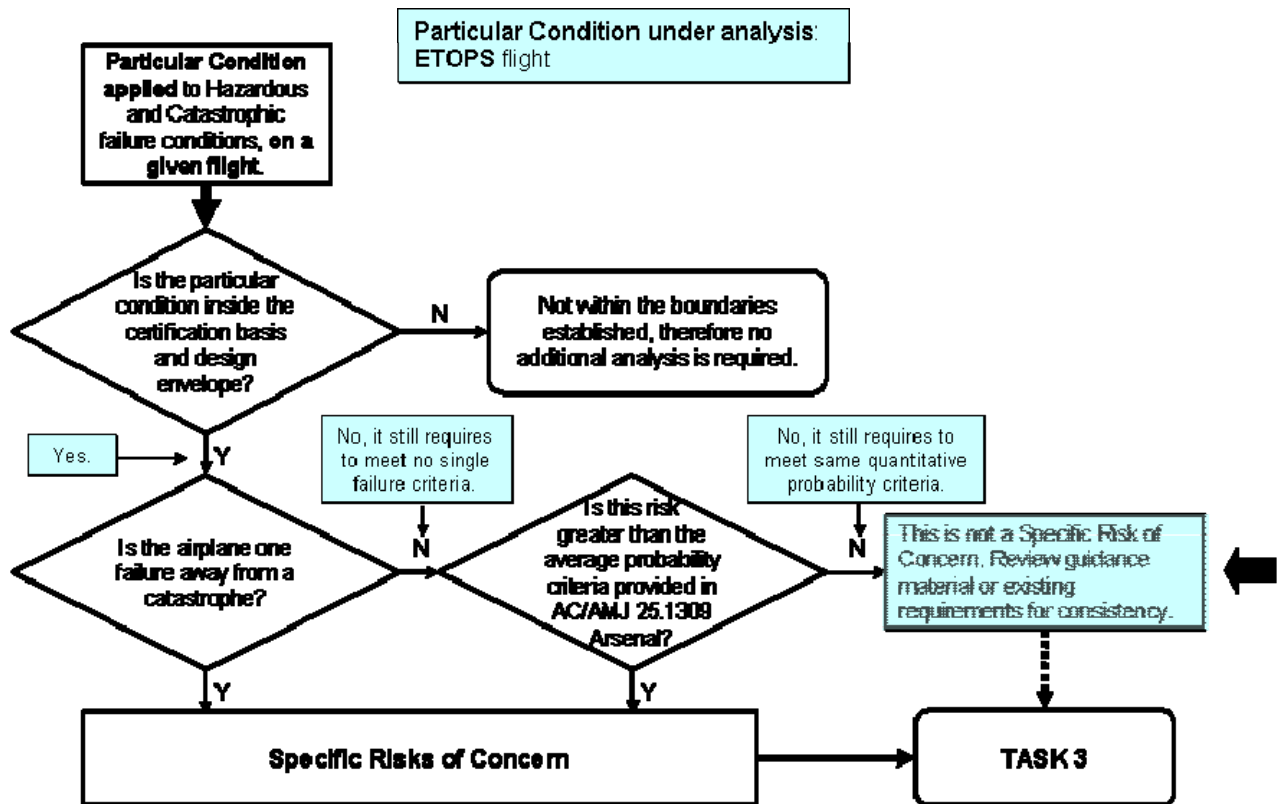 Particular Condition under analysis:
ETOPS flight
Particular Condition
applied to Hazardous
and Catastrophic
failure conditions, on a
given flight.
Is the particular
condition inside the
certification basis
and design
envelope?
N
Not within the boundaries
established, therefore no
additional analysis is required.
Yes.
Y
No, it still requires
to meet no single
failure criteria.
No, it still requires to
meet same quantitative
probability criteria.
Is the airplane one
failure away from a
catastrophe?
N
Is this risk
greater than the
average probability
criteria provided in
AC/AMJ 25.1309
Arsenal?
N
This is not a Specific Risk of
Concern. Review guidance
material or existing
requirements for consistency.
Y
Y
Specific Risks of Concern
TASK 3